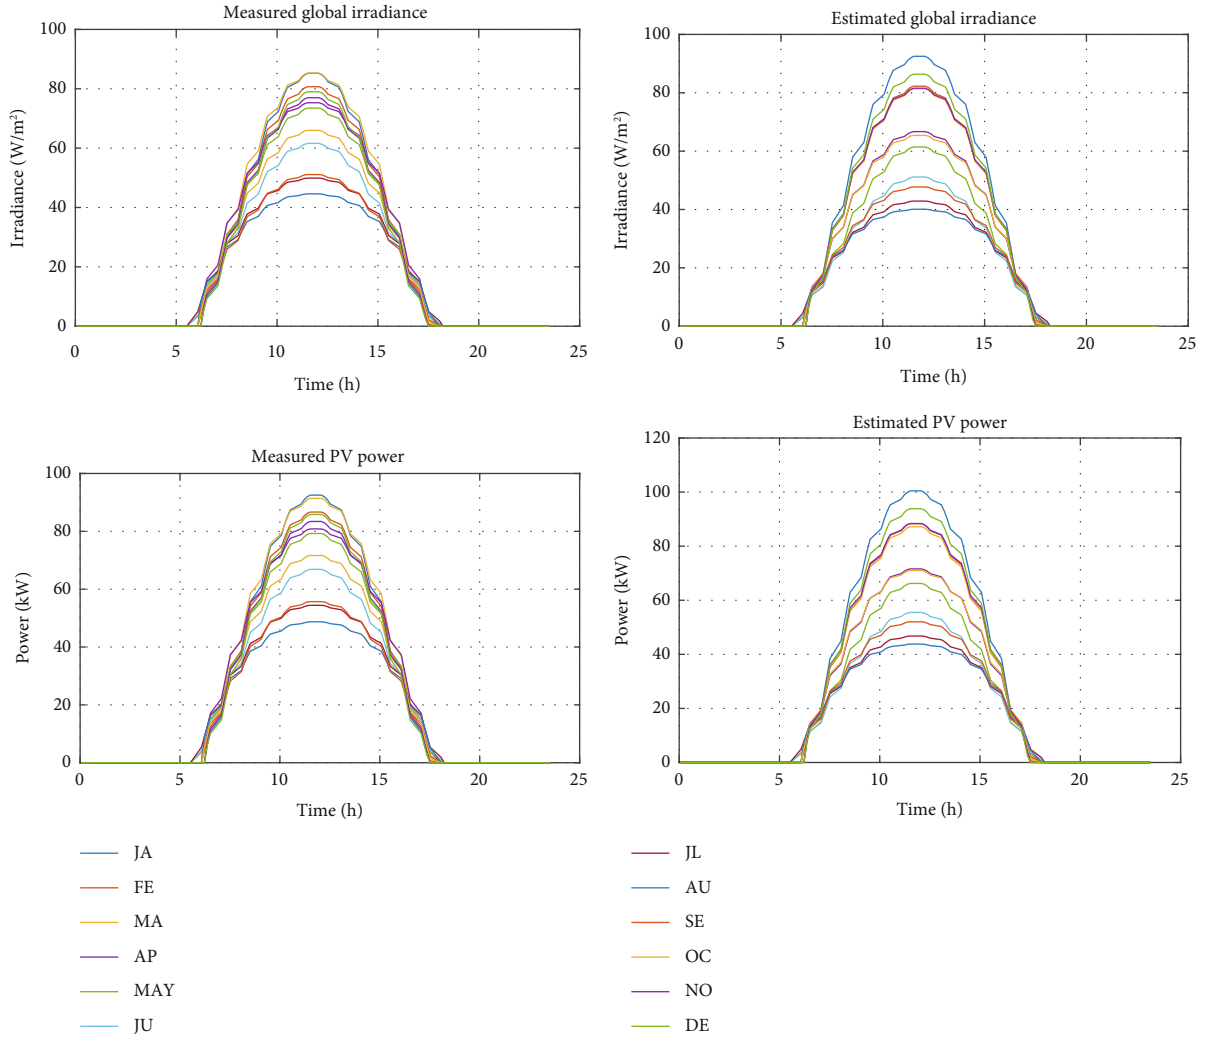 Measured global irradiance
100
80
60
40
20
0
Irradiance (W/m²)
0 5 10 15 20 25
Time (h)
Estimated global irradiance
100
80
60
40
20
0
Irradiance (W/m²)
0 5 10 15 20 25
Time (h)
Measured PV power
100
80
60
40
20
0
Power (kW)
0 5 10 15 20 25
Time (h)
Estimated PV power
120
100
80
60
40
20
0
Power (kW)
0 5 10 15 20 25
Time (h)
JA
FE
MA
AP
MAY
JU
JL
AU
SE
OC
NO
DE